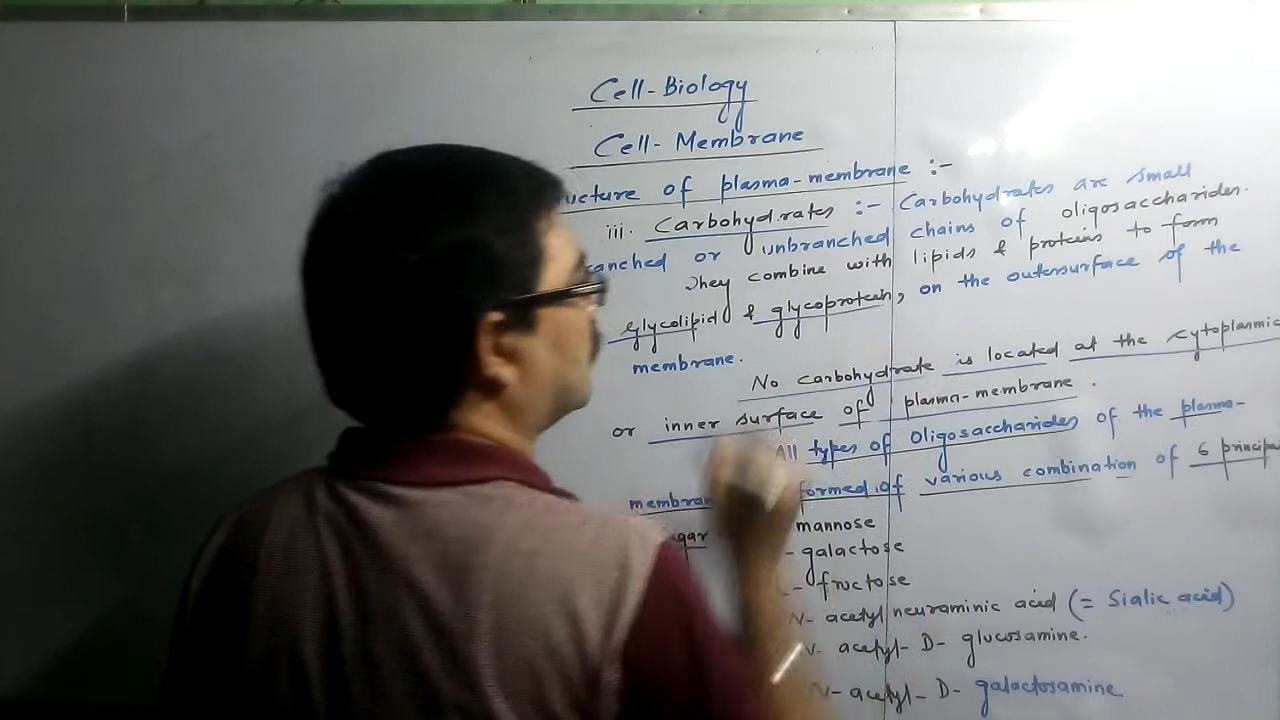 Cell-Biology
Cell-Membrane
ucture of plasma-membrane :-
iii. Carbohydrates :- Carbohydrates are small
ranched or unbranched chains of oligosaccharides.
They combine with lipids & proteins to form
glycolipid & glycoprotein, on the outersurface of the
membrane.
No carbohydrate is located at the cytoplasmic
or inner surface of plasma-membrane.
All types of oligosaccharides of the plasma-
membran formed of various combination of 6 principa
gar mannose
- galactose
- fructose
N- acetylneuraminic acid (= Sialic acid)
N. acetyl- D- glucosamine.
N-acetyl-D- galactosamine